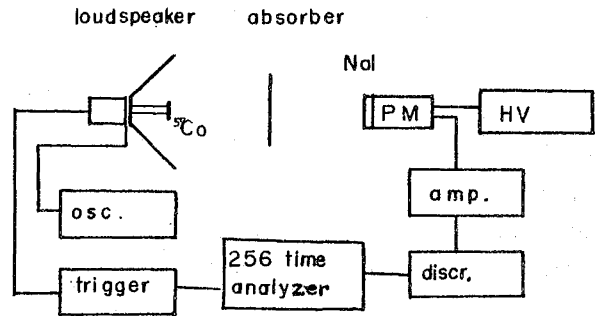 loudspeaker absorber
NaI
⁵⁷Co
PM
HV
osc.
amp.
256 time
analyzer
trigger
discr.